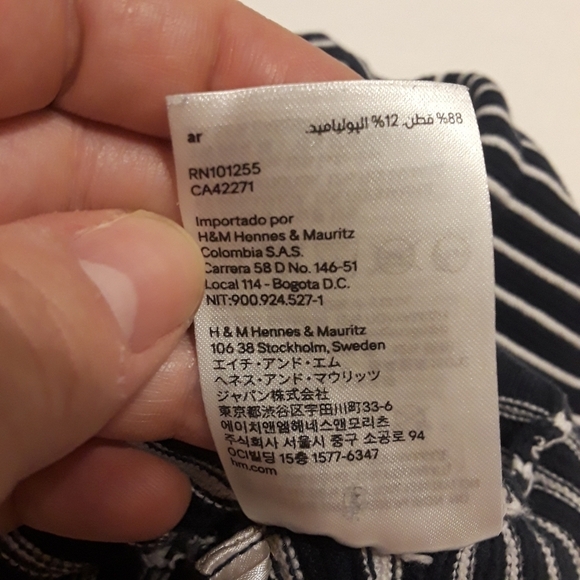 ar
88% قطن. 12% البولياميد.
RN101255
CA42271
Importado por
H&M Hennes & Mauritz
Colombia S.A.S.
Carrera 58 D No. 146-51
Local 114 - Bogota D.C.
NIT:900.924.527-1
H & M Hennes & Mauritz
106 38 Stockholm, Sweden
エイチ・アンド・エム
ヘネス・アンド・マウリッツ
ジャパン株式会社
東京都渋谷区宇田川町33-6
에이치앤엠헤네스앤모리츠
주식회사 서울시 중구 소공로 94
OCI빌딩 15층 1577-6347
hm.com